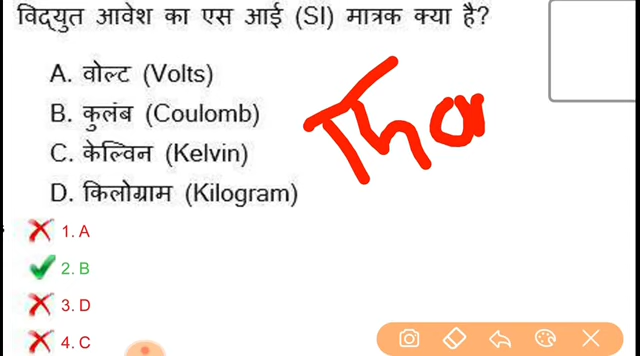 विद्युत आवेश का एस आई (SI) मात्रक क्या है?
A. वोल्ट (Volts)
B. कुलंब (Coulomb)
C. केल्विन (Kelvin)
D. किलोग्राम (Kilogram)
1. A
2. B
3. D
4. C